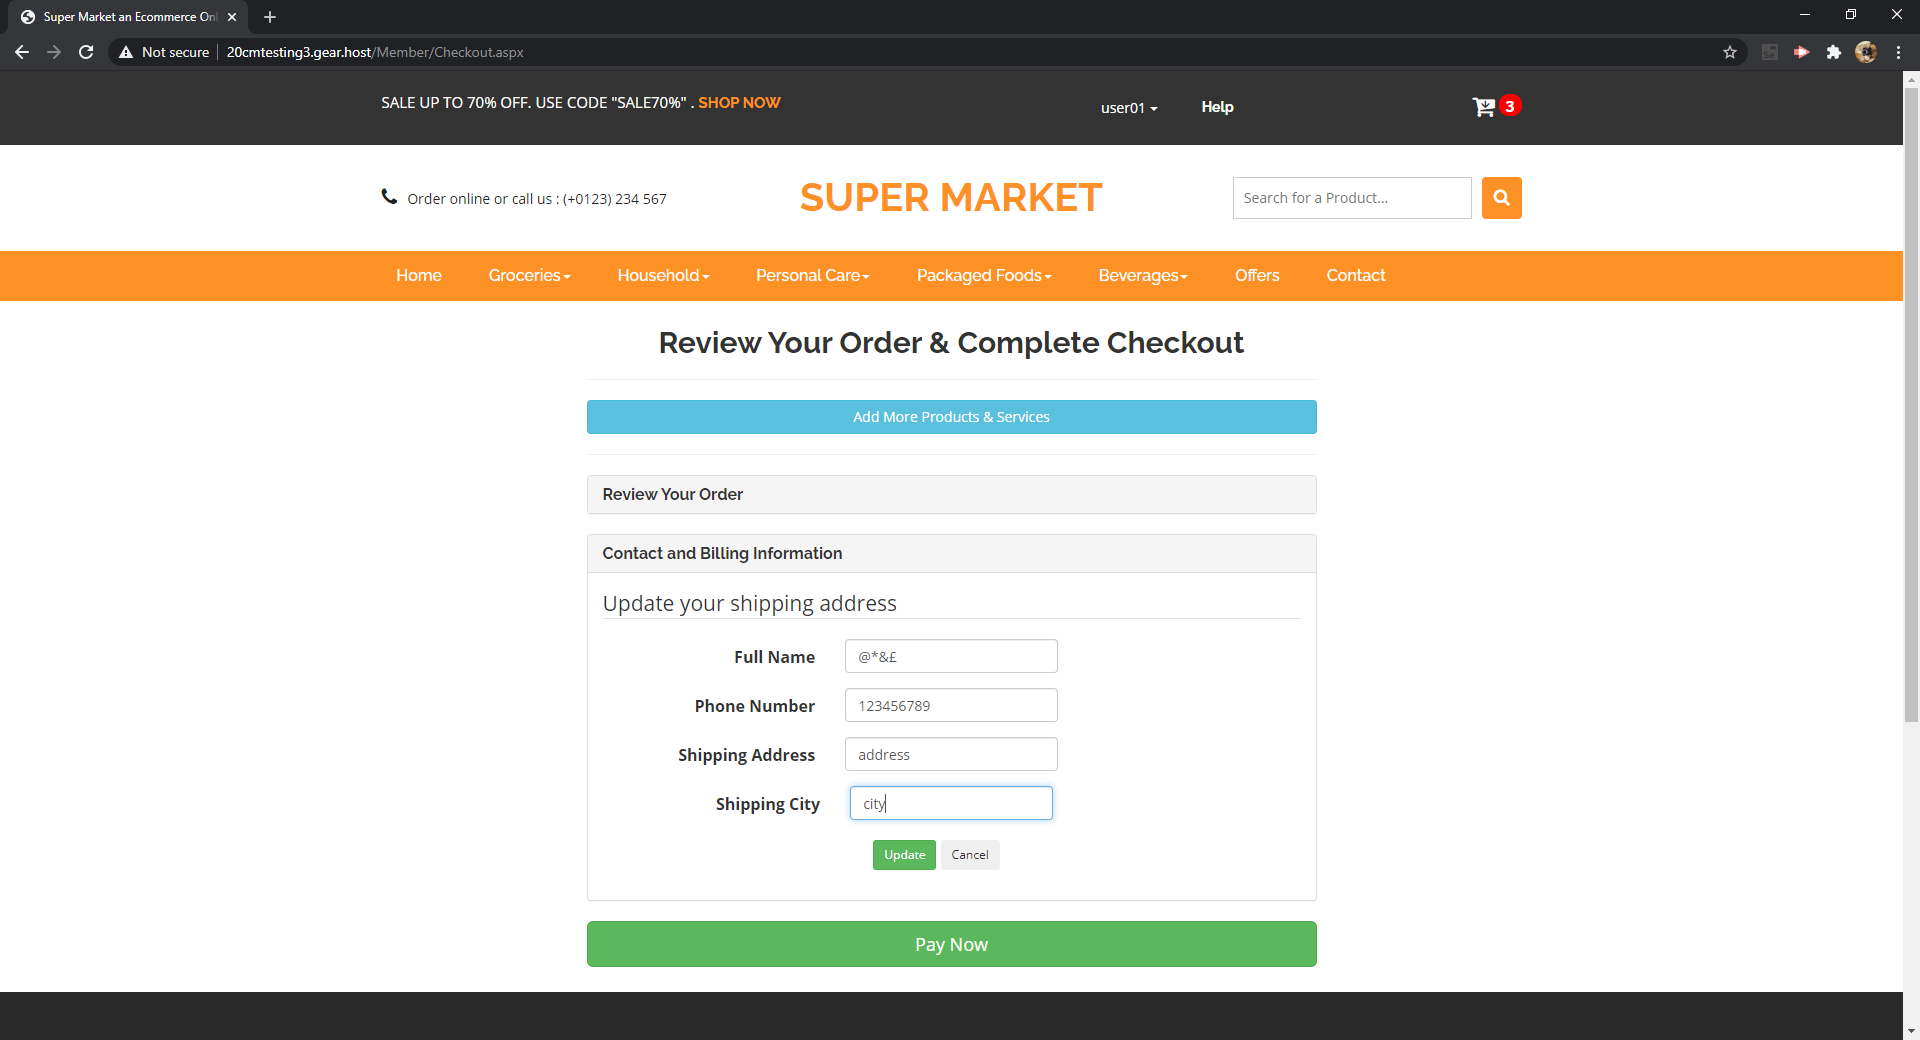 Super Market an Ecommerce Onl
Not secure
20cmtesting3.gear.host/Member/Checkout.aspx
SALE UP TO 70% OFF. USE CODE "SALE70%" . SHOP NOW
user01
Help
3
Order online or call us : (+0123) 234 567
SUPER MARKET
Search for a Product...
Home
Groceries
Household
Personal Care
Packaged Foods
Beverages
Offers
Contact
Review Your Order & Complete Checkout
Add More Products & Services
Review Your Order
Contact and Billing Information
Update your shipping address
Full Name
@*&£
Phone Number
123456789
Shipping Address
address
Shipping City
city
Update
Cancel
Pay Now